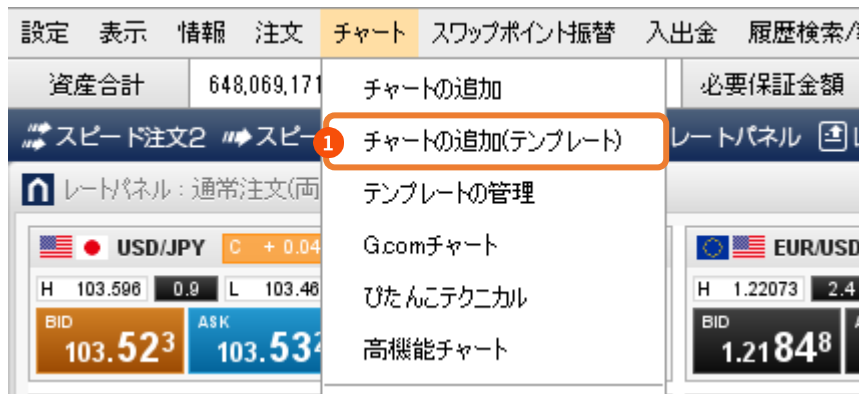 設定 表示 情報 注文 チャート スワップポイント振替 入出金 履歴検索/
資産合計 648,069,171 必要保証金額
スピード注文2 スピー レートパネル
レートパネル：通常注文(両
チャートの追加
1 チャートの追加(テンプレート)
テンプレートの管理
G.comチャート
ぴたんこテクニカル
高機能チャート
USD/JPY C + 0.04
H 103.596 0.9 L 103.46
BID ASK
103.523 103.532
EUR/USD
H 1.22073 2.4
BID
1.21848